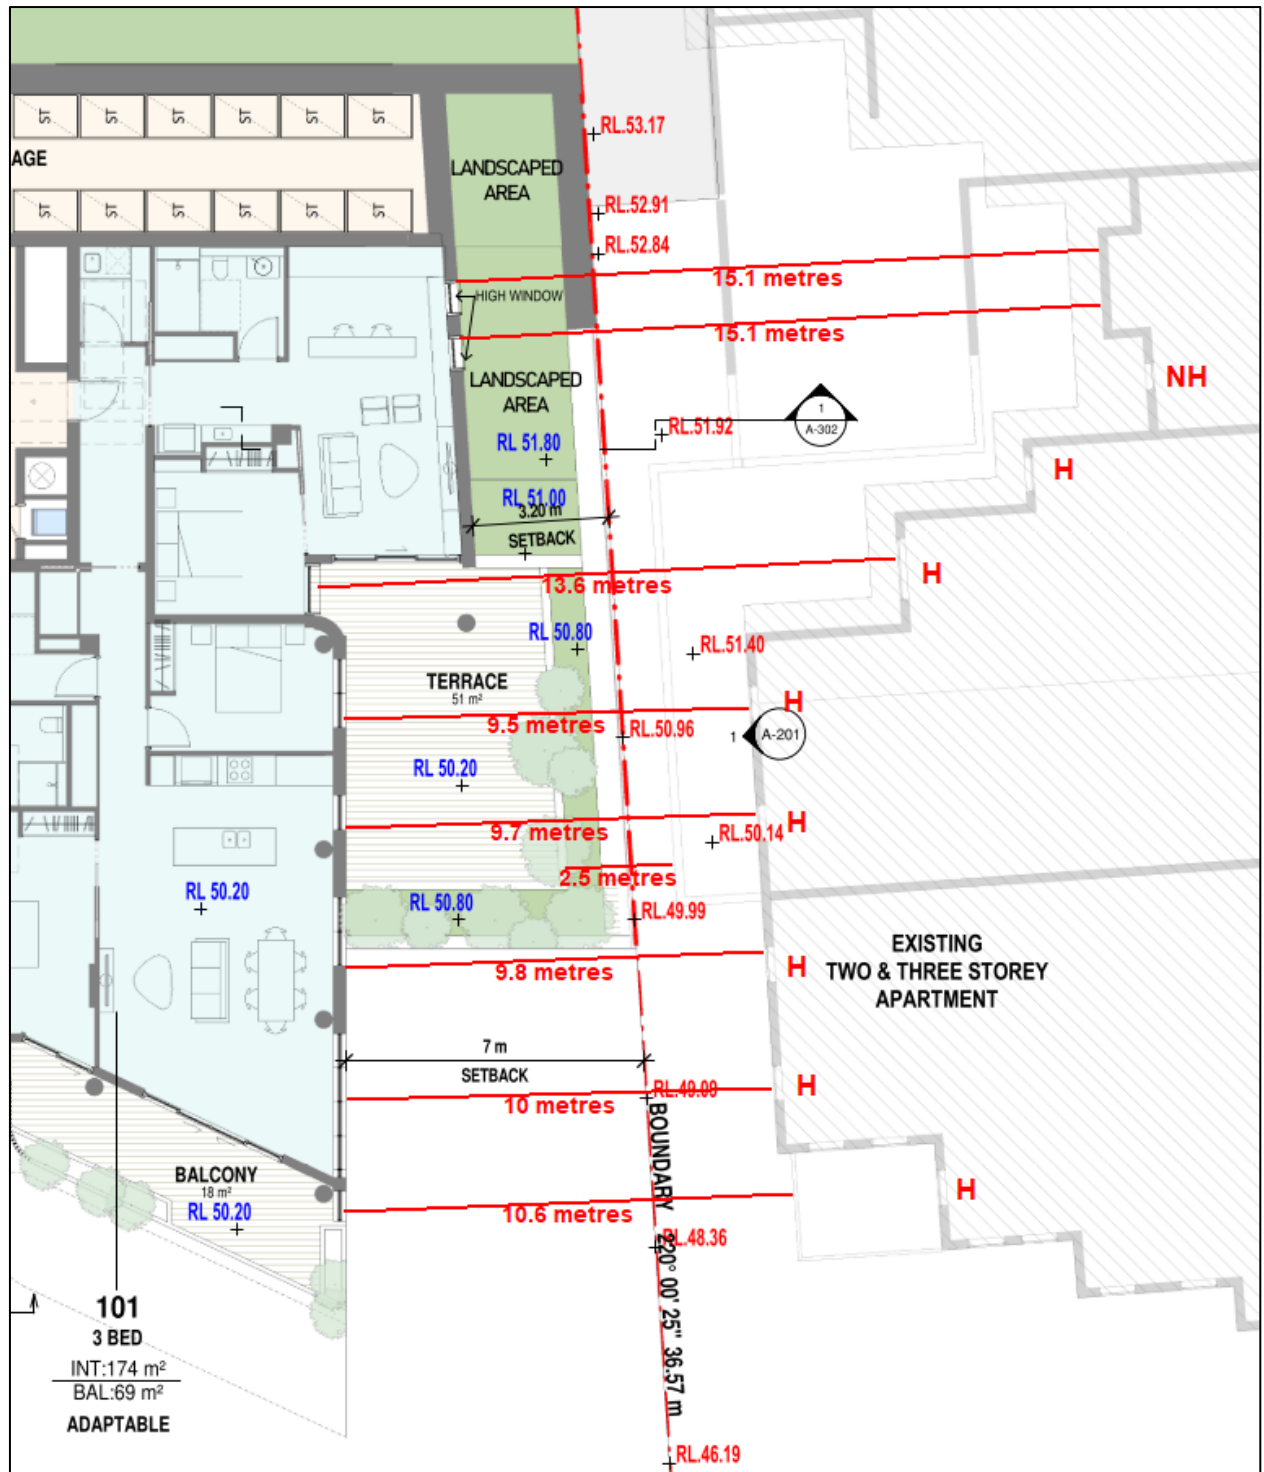 ST ST ST ST ST ST
AGE
ST ST ST ST ST ST
LANDSCAPED
AREA
RL.53.17
RL.52.91
RL.52.84
15.1 metres
HIGH WINDOW
15.1 metres
NH
LANDSCAPED
AREA
1
A-302
RL.51.92
RL 51.80
H
RL 51.00
3.20 m
SETBACK
13.6 metres
H
RL 50.80
RL.51.40
TERRACE
51 m²
H
9.5 metres
RL.50.96
1
A-201
RL 50.20
9.7 metres
H
RL.50.14
2.5 metres
RL 50.20
RL 50.80
RL.49.99
EXISTING
TWO & THREE STOREY
APARTMENT
9.8 metres
H
7 m
SETBACK
RL.49.09
H
10 metres
BOUNDARY 220° 00' 25" 36.57 m
BALCONY
18 m²
RL 50.20
H
10.6 metres
RL.48.36
101
3 BED
INT:174 m²
BAL:69 m²
ADAPTABLE
RL.46.19